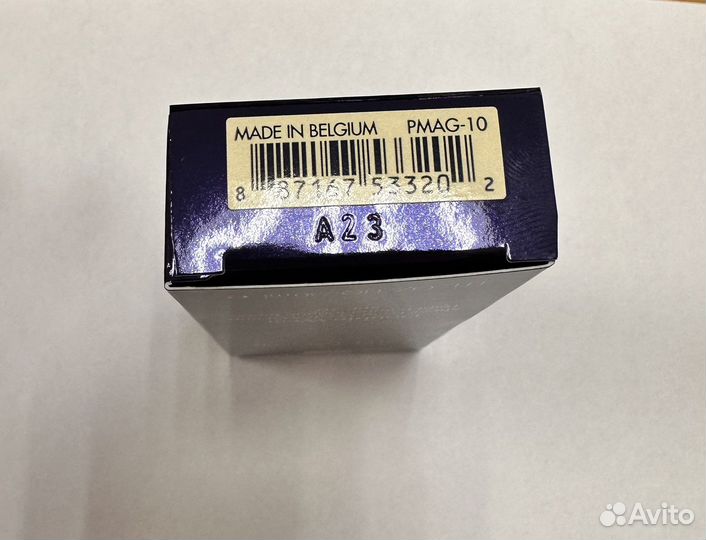 MADE IN BELGIUM PMAG-10
8 87167 53320 2
A23
Avito